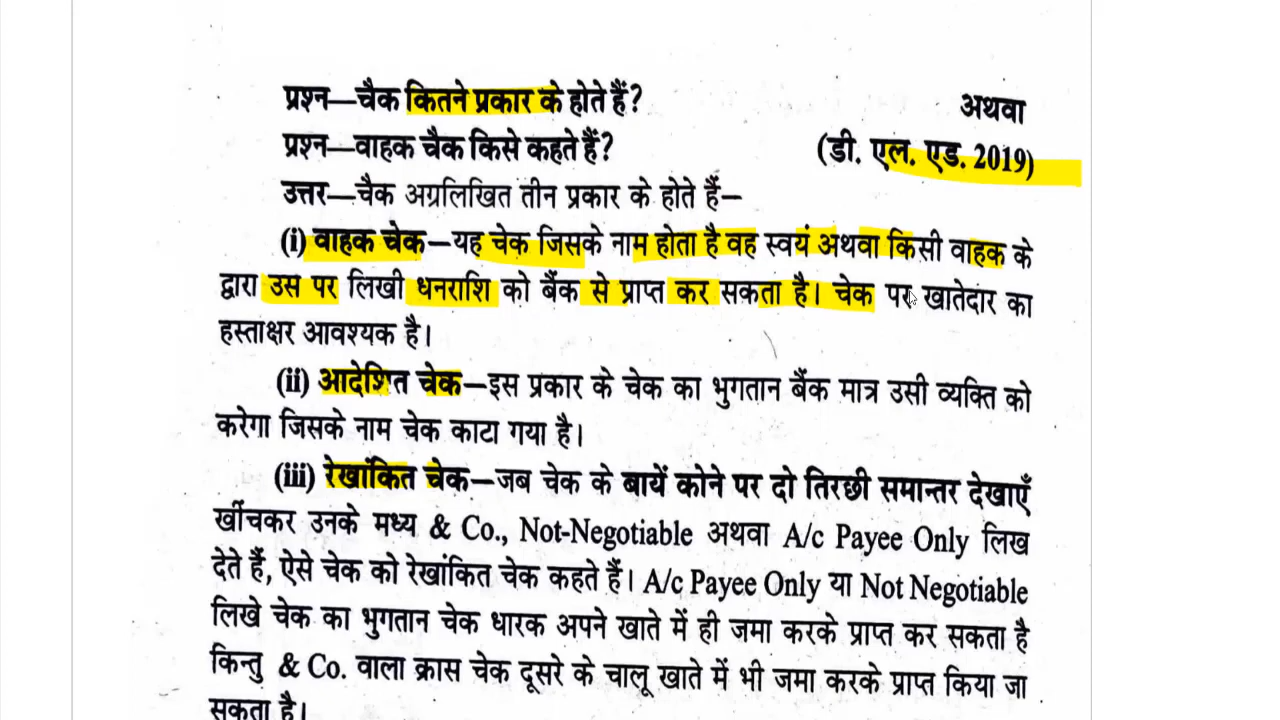 प्रश्न—चैक कितने प्रकार के होते हैं? अथवा
प्रश्न—वाहक चैक किसे कहते हैं? (डी. एल. एड. 2019)
उत्तर—चैक अग्रलिखित तीन प्रकार के होते हैं—
(i) वाहक चेक—यह चेक जिसके नाम होता है वह स्वयं अथवा किसी वाहक के
द्वारा उस पर लिखी धनराशि को बैंक से प्राप्त कर सकता है। चेक पर खातेदार का
हस्ताक्षर आवश्यक है।
(ii) आदेशित चेक—इस प्रकार के चेक का भुगतान बैंक मात्र उसी व्यक्ति को
करेगा जिसके नाम चेक काटा गया है।
(iii) रेखांकित चेक—जब चेक के बायें कोने पर दो तिरछी समान्तर देखाएँ
खींचकर उनके मध्य & Co., Not-Negotiable अथवा A/c Payee Only लिख
देते हैं, ऐसे चेक को रेखांकित चेक कहते हैं। A/c Payee Only या Not Negotiable
लिखे चेक का भुगतान चेक धारक अपने खाते में ही जमा करके प्राप्त कर सकता है
किन्तु & Co. वाला क्रास चेक दूसरे के चालू खाते में भी जमा करके प्राप्त किया जा
सकता है।